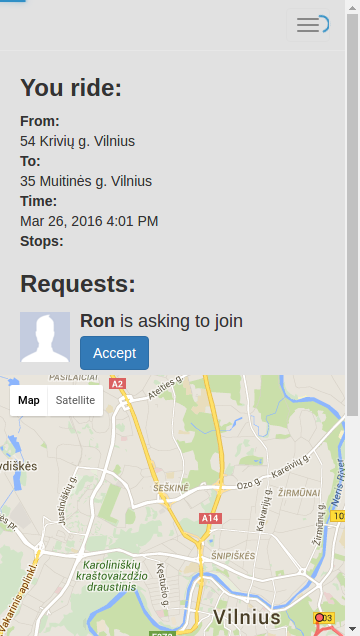 You ride:
From:
54 Krivių g. Vilnius
To:
35 Muitinės g. Vilnius
Time:
Mar 26, 2016 4:01 PM
Stops:
Requests:
Ron is asking to join
Accept
PAŠILAIČIAI
A2
Ateities g.
Map
Satellite
Justiniškių g.
ŠEŠKINĖ
Ozo g.
Kareivių g.
Kalvarijų g.
ŽIRMŪNAI
Žirmūnų g.
Neris River
10
A14
ŠNIPIŠKĖS
Karoliniškių
kraštovaizdžio
draustinis
Kęstučio g.
Vakarinis aplinkl.
Vilnius